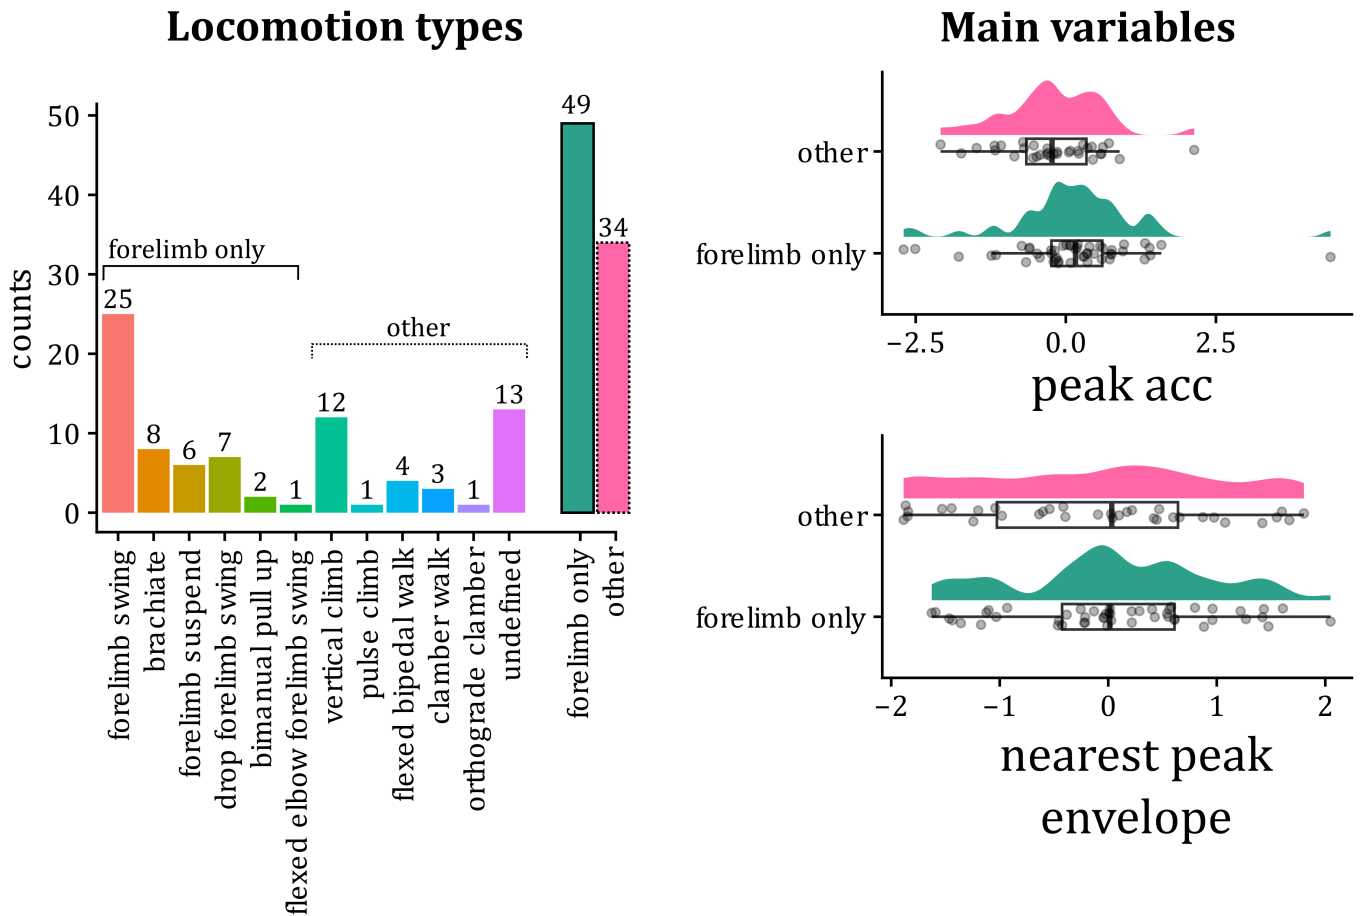 Locomotion types
counts
50
40
30
20
10
0
forelimb only
other
25
8
6
7
2
1
12
1
4
3
1
13
49
34
forelimb swing
brachiate
forelimb suspend
drop forelimb swing
bimanual pull up
flexed elbow forelimb swing
vertical climb
pulse climb
flexed bipedal walk
clamber walk
orthograde clamber
undefined
forelimb only
other
Main variables
other
forelimb only
−2.5 0.0 2.5
peak acc
other
forelimb only
−2 −1 0 1 2
nearest peak
envelope